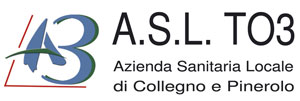 A.S.L. TO3
Azienda Sanitaria Locale
di Collegno e Pinerolo